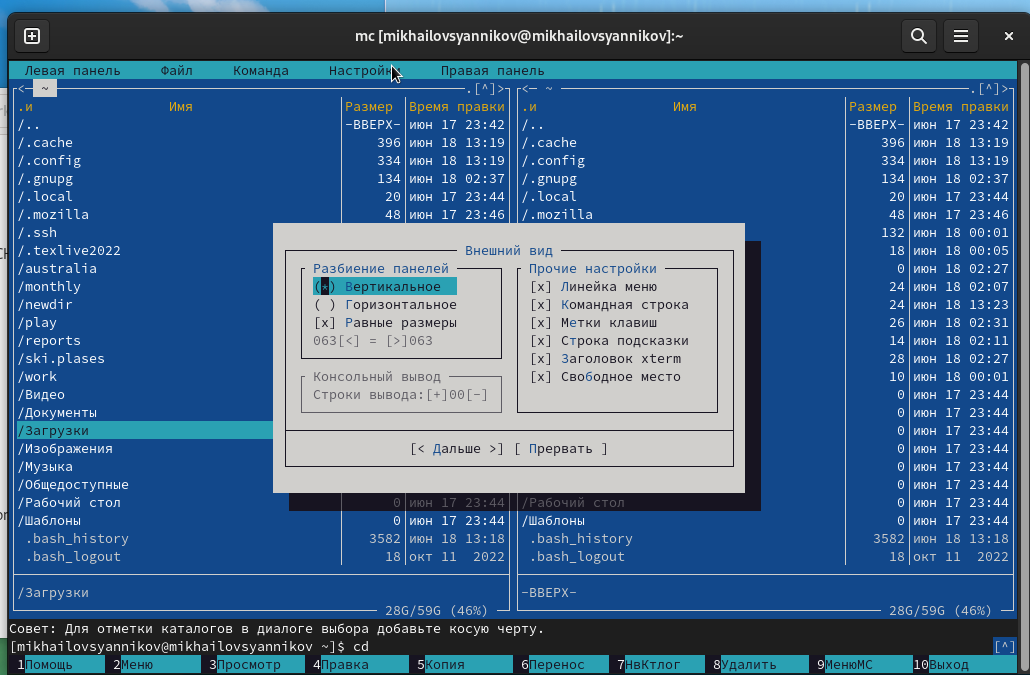 mc [mikhailovsyannikov@mikhailovsyannikov]:~
Левая панель Файл Команда Настройки Правая панель
<- ~ .[^]> <- ~ .[^]>
.и Имя Размер Время правки .и Имя Размер Время правки
/.. -ВВЕРХ- июн 17 23:42 /.. -ВВЕРХ- июн 17 23:42
/.cache 396 июн 18 13:19 /.cache 396 июн 18 13:19
/.config 334 июн 18 13:19 /.config 334 июн 18 13:19
/.gnupg 134 июн 18 02:37 /.gnupg 134 июн 18 02:37
/.local 20 июн 17 23:44 /.local 20 июн 17 23:44
/.mozilla 48 июн 17 23:46 /.mozilla 48 июн 17 23:46
/.ssh 132 июн 18 00:01
/.texlive2022 Внешний вид 18 июн 18 00:05
/australia Разбиение панелей Прочие настройки 0 июн 18 02:27
/monthly (*) Вертикальное [x] Линейка меню 24 июн 18 02:07
/newdir ( ) Горизонтальное [x] Командная строка 24 июн 18 13:23
/play [x] Равные размеры [x] Метки клавиш 26 июн 18 02:31
/reports 063[<] = [>]063 [x] Строка подсказки 14 июн 18 02:11
/ski.plases [x] Заголовок xterm 28 июн 18 02:27
/work Консольный вывод [x] Свободное место 10 июн 18 00:01
/Видео Строки вывода:[+]00[-] 0 июн 17 23:44
/Документы 0 июн 17 23:44
/Загрузки 0 июн 17 23:44
/Изображения [< Дальше >] [ Прервать ] 0 июн 17 23:44
/Музыка 0 июн 17 23:44
/Общедоступные 0 июн 17 23:44
/Рабочий стол 0 июн 17 23:44 /Рабочий стол 0 июн 17 23:44
/Шаблоны 0 июн 17 23:44 /Шаблоны 0 июн 17 23:44
.bash_history 3582 июн 18 13:18 .bash_history 3582 июн 18 13:18
.bash_logout 18 окт 11 2022 .bash_logout 18 окт 11 2022
/Загрузки -ВВЕРХ-
28G/59G (46%) 28G/59G (46%)
Совет: Для отметки каталогов в диалоге выбора добавьте косую черту.
[mikhailovsyannikov@mikhailovsyannikov ~]$ cd [^]
1Помощь 2Меню 3Просмотр 4Правка 5Копия 6Перенос 7НвКтлог 8Удалить 9МенюМС 10Выход